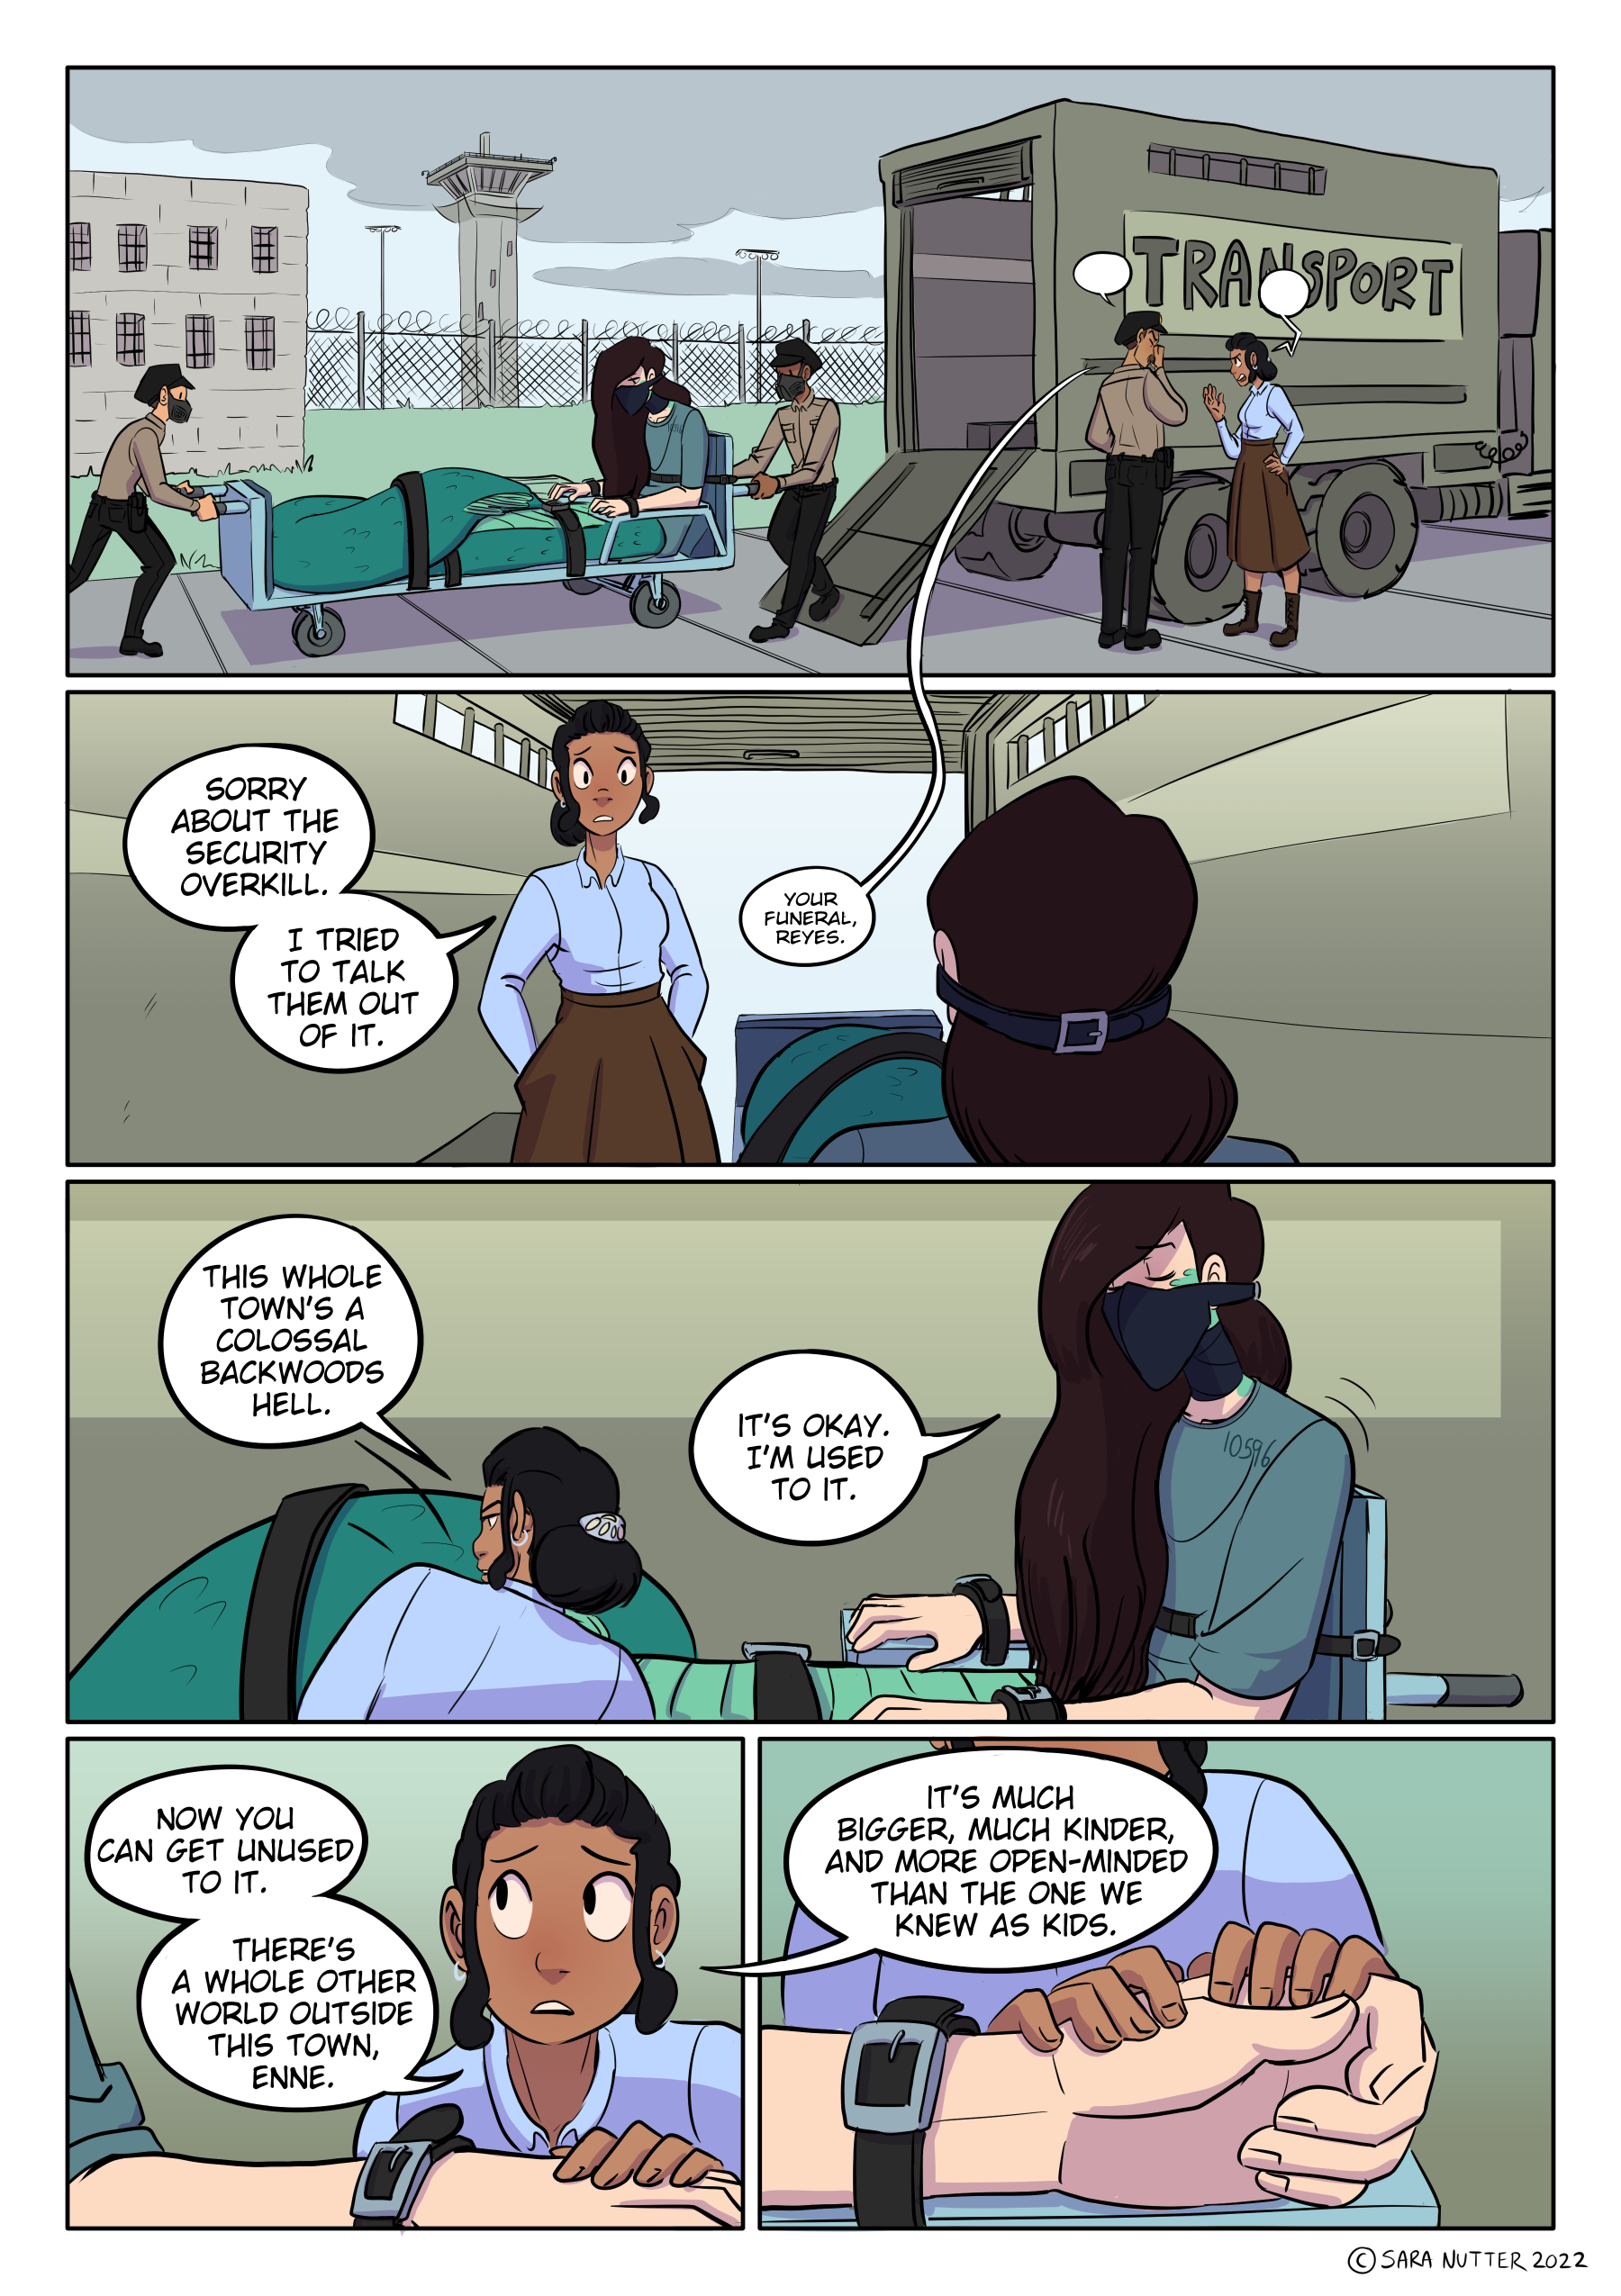 TRANSPORT
SORRY
ABOUT THE
SECURITY
OVERKILL.
I TRIED
TO TALK
THEM OUT
OF IT.
YOUR
FUNERAL,
REYES.
THIS WHOLE
TOWN'S A
COLOSSAL
BACKWOODS
HELL.
IT'S OKAY.
I'M USED
TO IT.
10596
NOW YOU
CAN GET UNUSED
TO IT.
THERE'S
A WHOLE OTHER
WORLD OUTSIDE
THIS TOWN,
ENNE.
IT'S MUCH
BIGGER, MUCH KINDER,
AND MORE OPEN-MINDED
THAN THE ONE WE
KNEW AS KIDS.
© SARA NUTTER 2022